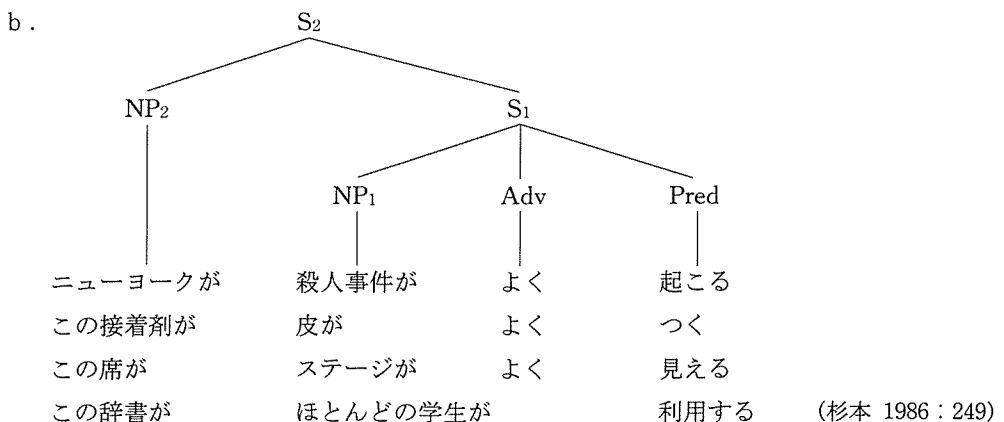 b．　S₂
NP₂　S₁
NP₁　Adv　Pred
ニューヨークが　殺人事件が　よく　起こる
この接着剤が　皮が　よく　つく
この席が　ステージが　よく　見える
この辞書が　ほとんどの学生が　利用する　(杉本 1986：249)